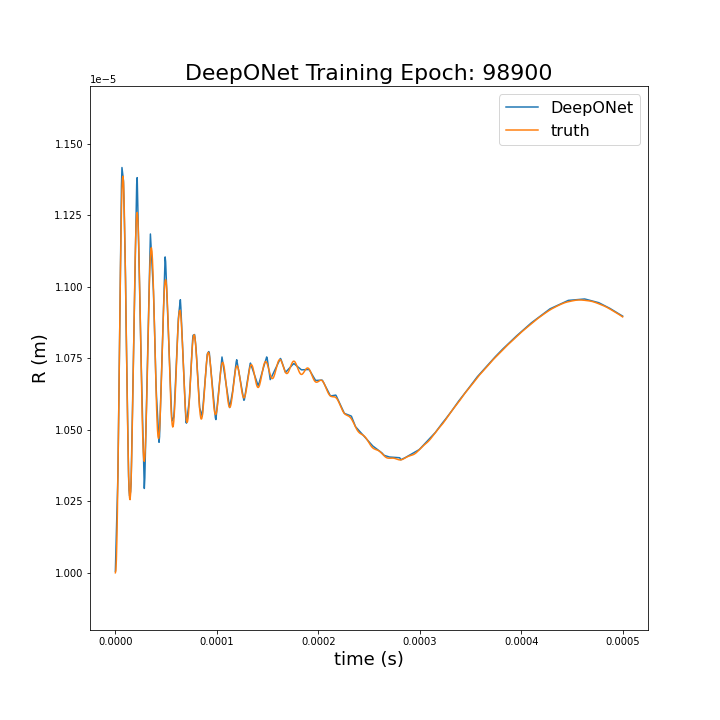 DeepONet Training Epoch: 98900
1e−5
DeepONet
truth
1.150
1.125
1.100
1.075
1.050
1.025
1.000
R (m)
0.0000 0.0001 0.0002 0.0003 0.0004 0.0005
time (s)